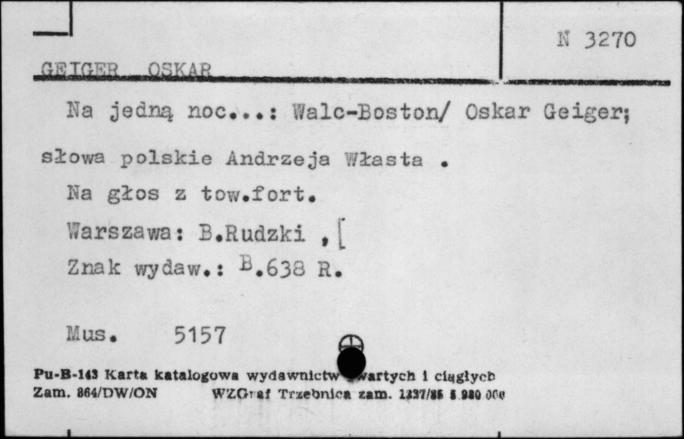 N 3270
GEIGER OSKAR
Na jedną noc...: Walc-Boston/ Oskar Geiger;
słowa polskie Andrzeja Własta .
Na głos z tow.fort.
Warszawa: B.Rudzki ,[
Znak wydaw.: B.638 R.
Mus. 5157
Pu-B-143 Karta katalogowa wydawnictw zwartych i ciągłych
Zam. 864/DW/ON WZGraf Trzebnica zam. 1337/85 5.980.000